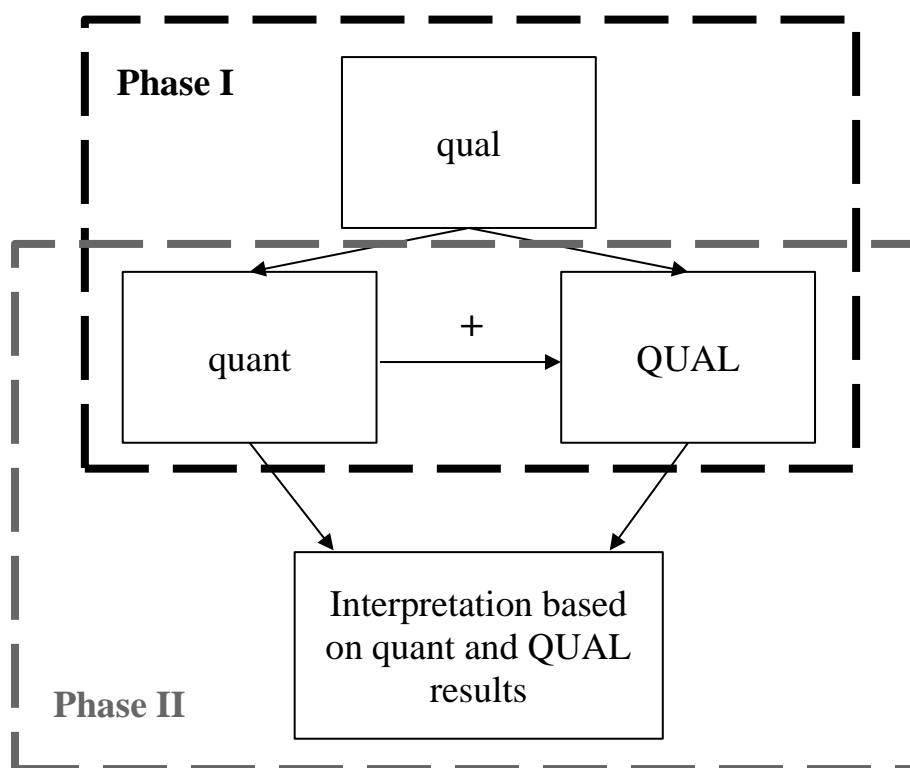 Phase I
qual
+
quant
QUAL
Interpretation based
on quant and QUAL
results
Phase II